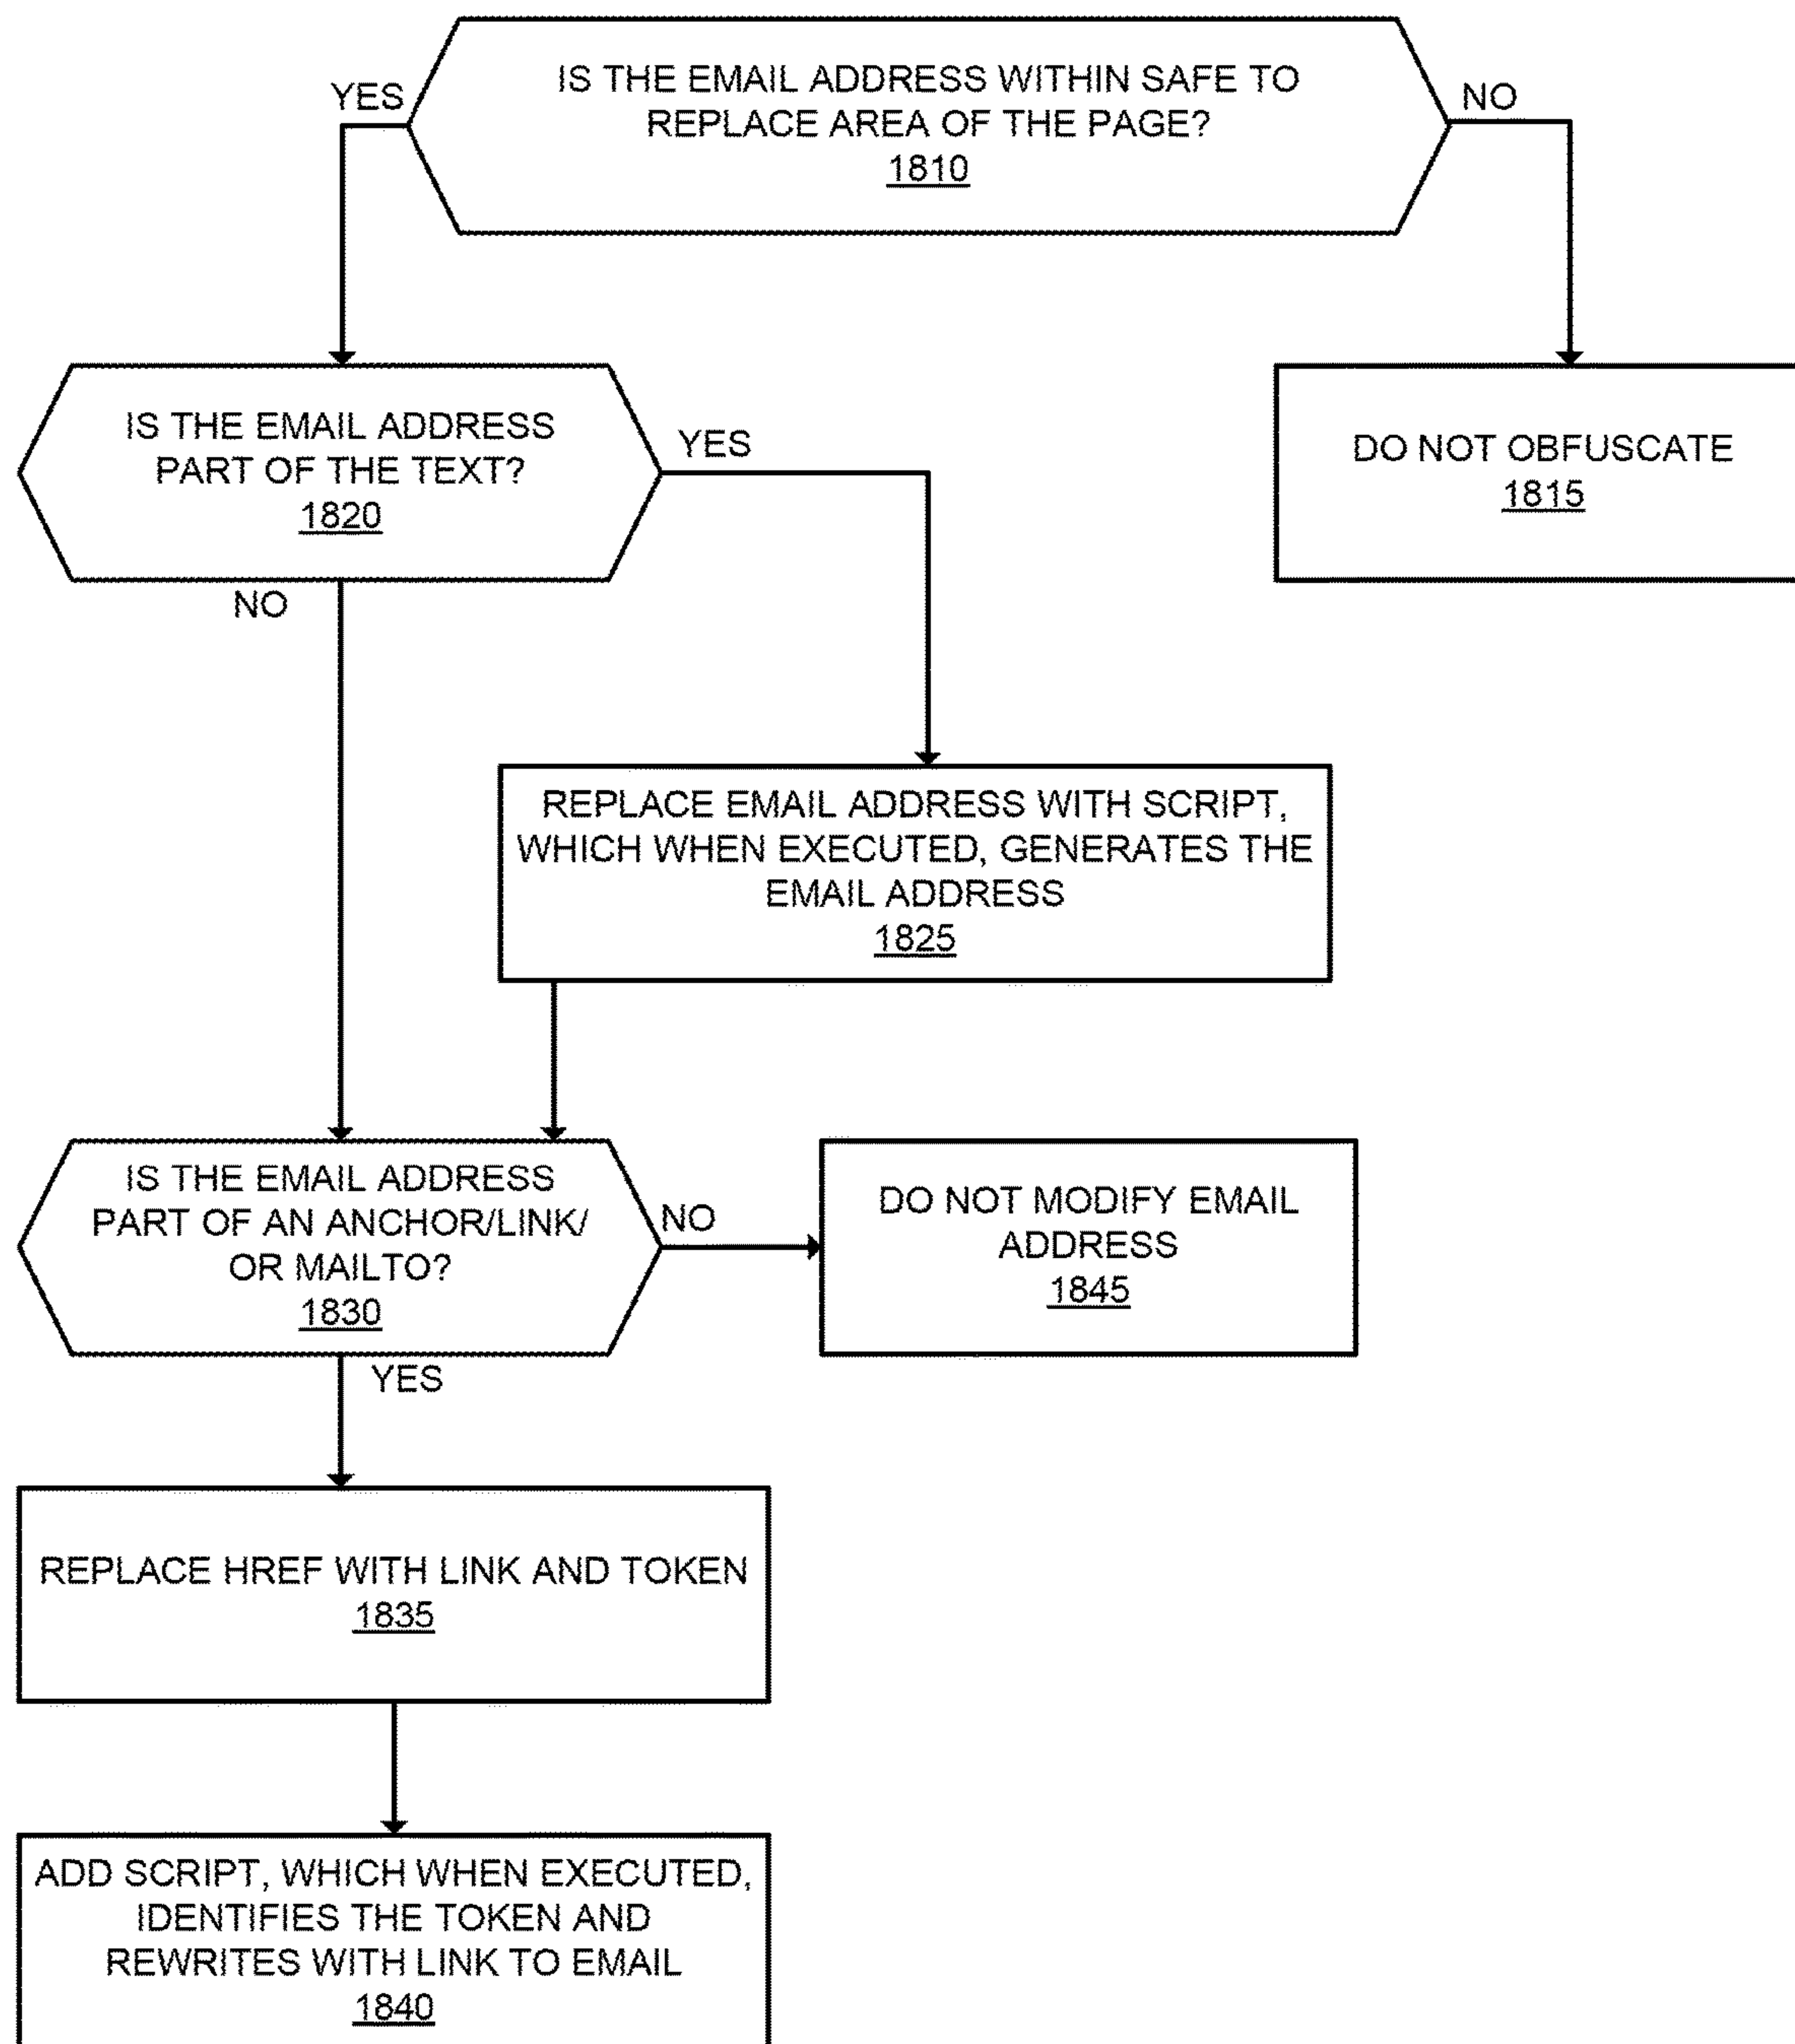 IS THE EMAIL ADDRESS WITHIN SAFE TO
REPLACE AREA OF THE PAGE?
1810
YES
NO
IS THE EMAIL ADDRESS
PART OF THE TEXT?
1820
YES
NO
DO NOT OBFUSCATE
1815
REPLACE EMAIL ADDRESS WITH SCRIPT,
WHICH WHEN EXECUTED, GENERATES THE
EMAIL ADDRESS
1825
IS THE EMAIL ADDRESS
PART OF AN ANCHOR/LINK/
OR MAILTO?
1830
NO
YES
DO NOT MODIFY EMAIL
ADDRESS
1845
REPLACE HREF WITH LINK AND TOKEN
1835
ADD SCRIPT, WHICH WHEN EXECUTED,
IDENTIFIES THE TOKEN AND
REWRITES WITH LINK TO EMAIL
1840